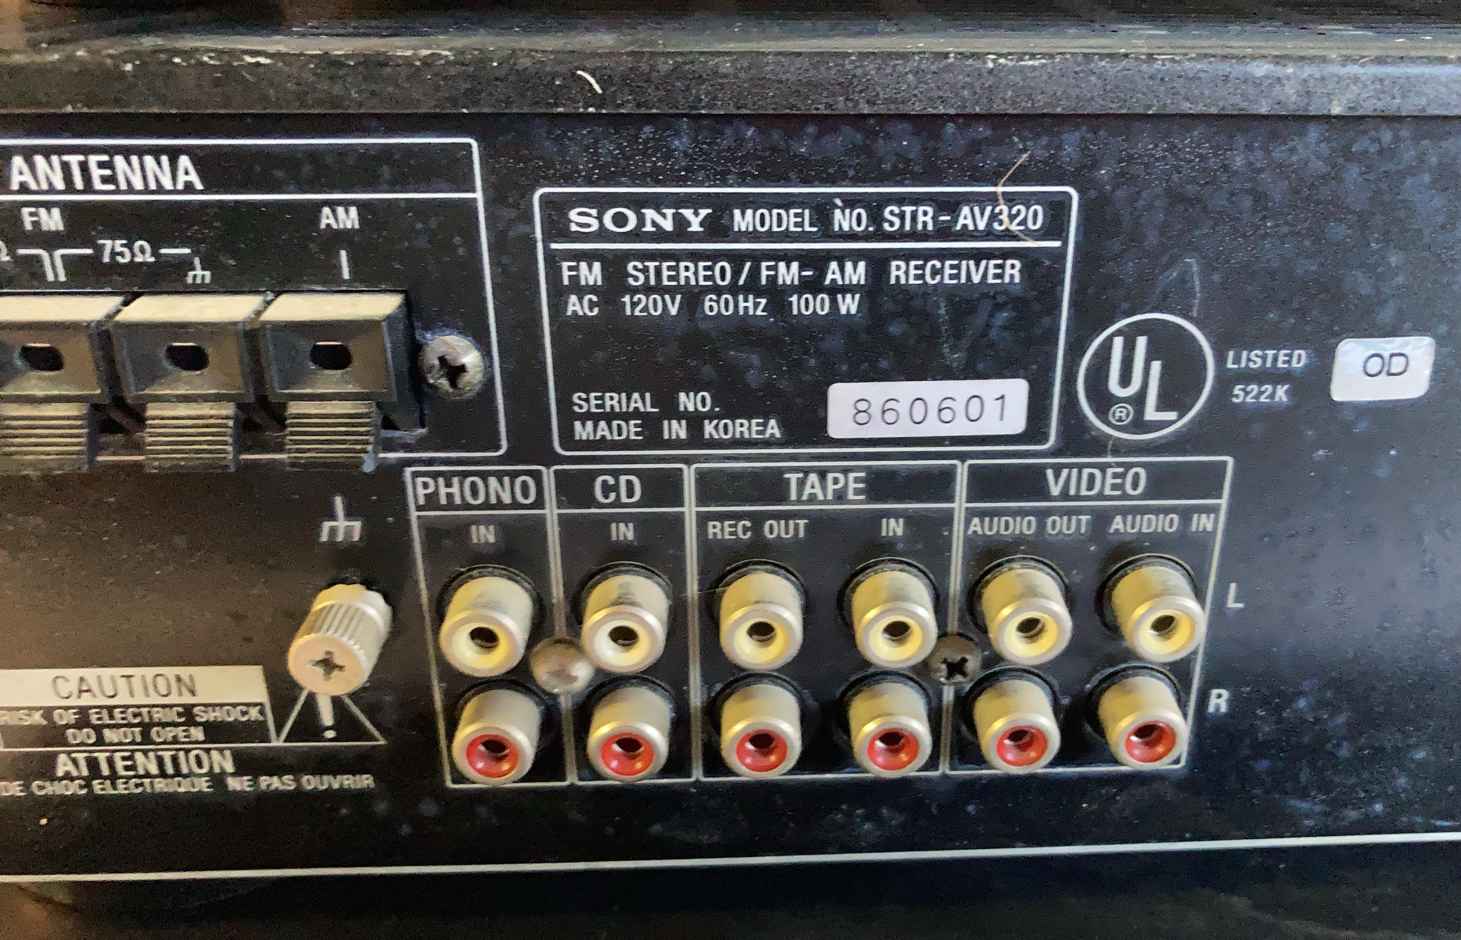 ANTENNA
FM AM
Ω 75Ω
SONY MODEL NO. STR-AV320
FM STEREO / FM-AM RECEIVER
AC 120V 60Hz 100W
SERIAL NO. 860601
MADE IN KOREA
UL ®
LISTED
522K
OD
PHONO
IN
CD
IN
TAPE
REC OUT IN
VIDEO
AUDIO OUT AUDIO IN
L
R
CAUTION
RISK OF ELECTRIC SHOCK
DO NOT OPEN
!
ATTENTION
DE CHOC ELECTRIQUE NE PAS OUVRIR